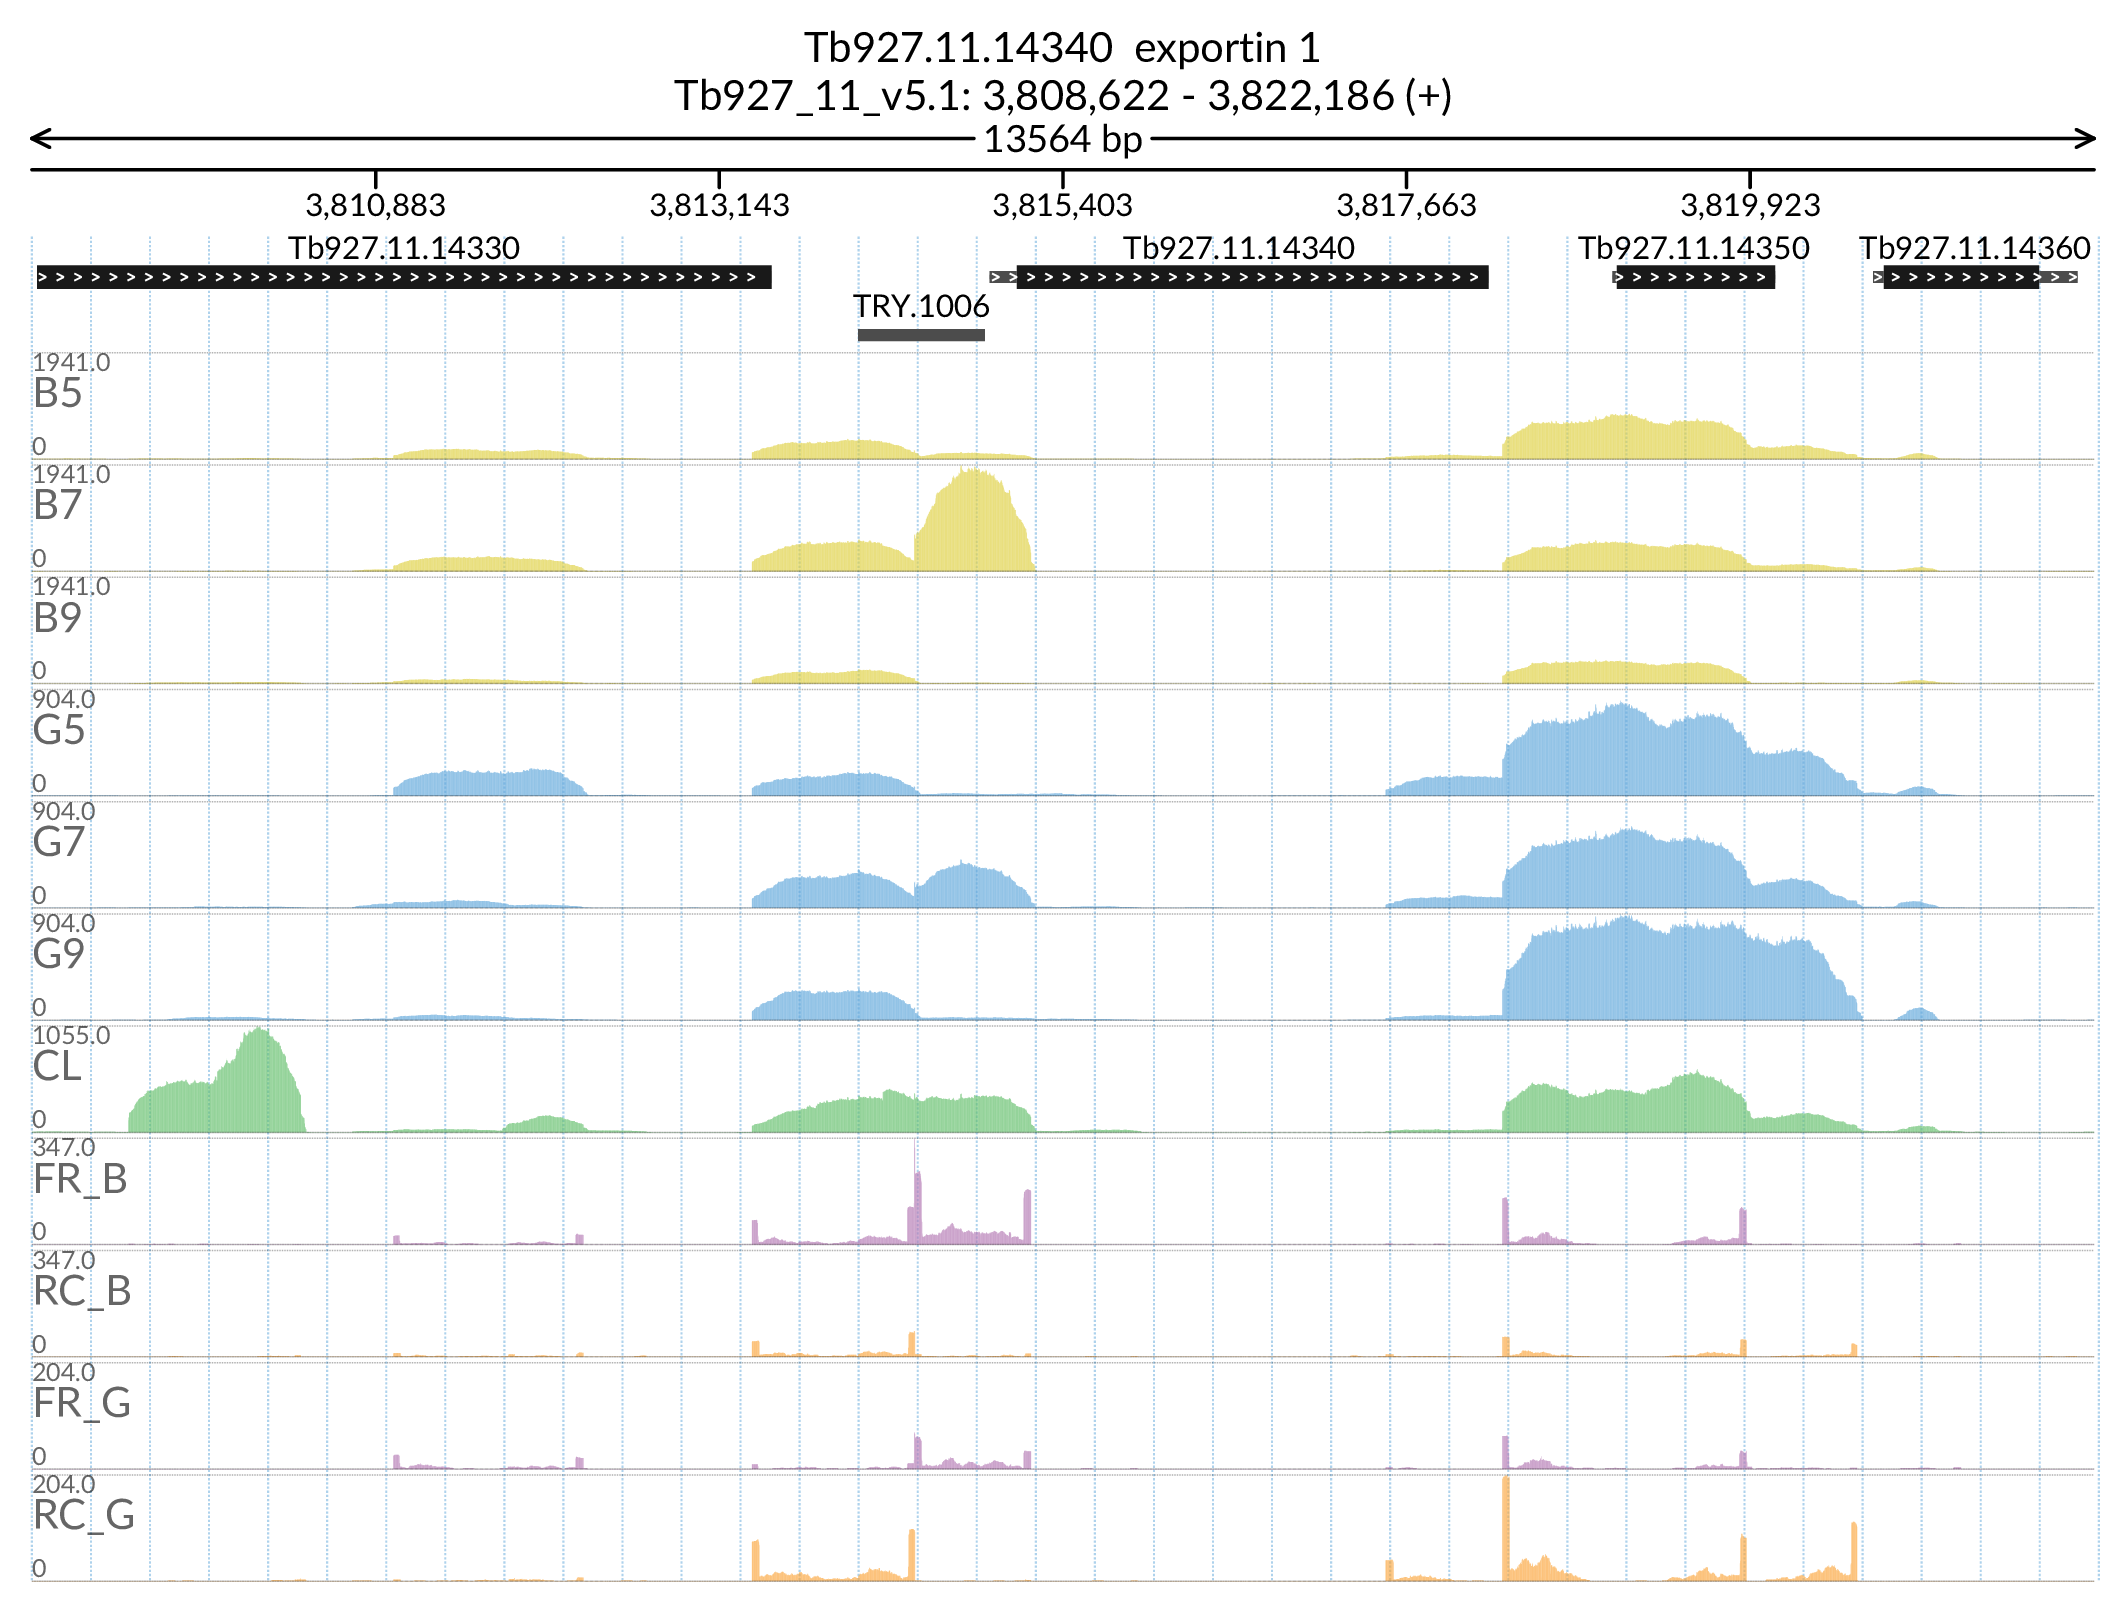 Tb927.11.14340 exportin 1
Tb927_11_v5.1: 3,808,622 - 3,822,186 (+)
13564 bp
3,810,883 3,813,143 3,815,403 3,817,663 3,819,923
Tb927.11.14330 Tb927.11.14340 Tb927.11.14350 Tb927.11.14360
TRY.1006
1941.0
B5
0
1941.0
B7
0
1941.0
B9
0
904.0
G5
0
904.0
G7
0
904.0
G9
0
1055.0
CL
0
347.0
FR_B
0
347.0
RC_B
0
204.0
FR_G
0
204.0
RC_G
0